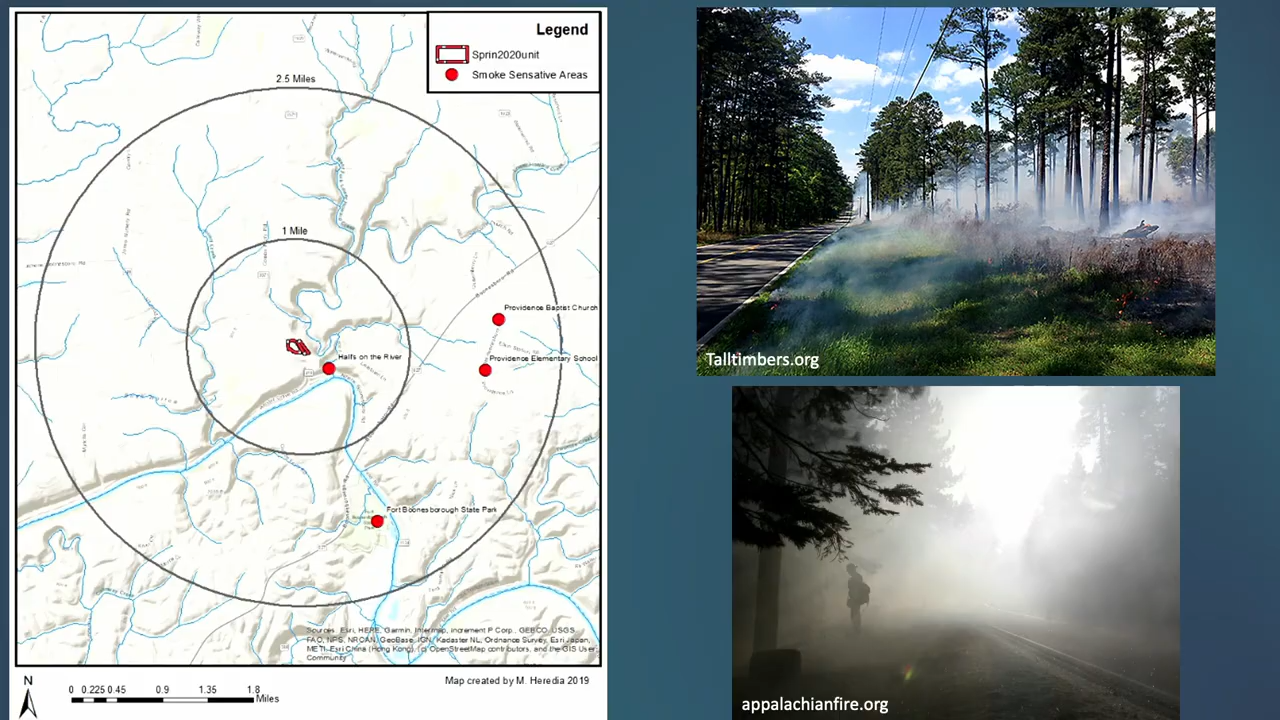 Legend
Sprin2020unit
Smoke Sensative Areas
2.5 Miles
1 Mile
Providence Baptist Church
Hall's on the River
Providence Elementary School
Fort Boonesborough State Park
Sources: Esri, HERE, Garmin, Intermap, increment P Corp., GEBCO, USGS,
FAO, NPS, NRCAN, GeoBase, IGN, Kadaster NL, Ordnance Survey, Esri Japan,
METI, Esri China (Hong Kong), (c) OpenStreetMap contributors, and the GIS User
Community
Map created by M. Heredia 2019
N
0 0.225 0.45 0.9 1.35 1.8
Miles
Talltimbers.org
appalachianfire.org